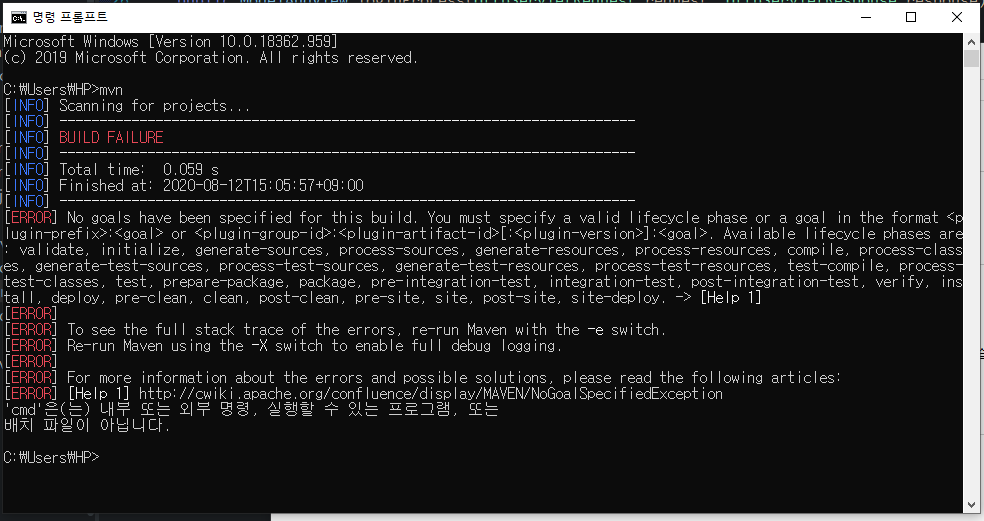 명령 프롬프트
Microsoft Windows [Version 10.0.18362.959]
(c) 2019 Microsoft Corporation. All rights reserved.
C:\Users\HP>mvn
[INFO] Scanning for projects...
[INFO] ------------------------------------------------------------------------
[INFO] BUILD FAILURE
[INFO] ------------------------------------------------------------------------
[INFO] Total time:  0.059 s
[INFO] Finished at: 2020-08-12T15:05:57+09:00
[INFO] ------------------------------------------------------------------------
[ERROR] No goals have been specified for this build. You must specify a valid lifecycle phase or a goal in the format <p
lugin-prefix>:<goal> or <plugin-group-id>:<plugin-artifact-id>[:<plugin-version>]:<goal>. Available lifecycle phases are
: validate, initialize, generate-sources, process-sources, generate-resources, process-resources, compile, process-class
es, generate-test-sources, process-test-sources, generate-test-resources, process-test-resources, test-compile, process-
test-classes, test, prepare-package, package, pre-integration-test, integration-test, post-integration-test, verify, ins
tall, deploy, pre-clean, clean, post-clean, pre-site, site, post-site, site-deploy. -> [Help 1]
[ERROR]
[ERROR] To see the full stack trace of the errors, re-run Maven with the -e switch.
[ERROR] Re-run Maven using the -X switch to enable full debug logging.
[ERROR]
[ERROR] For more information about the errors and possible solutions, please read the following articles:
[ERROR] [Help 1] http://cwiki.apache.org/confluence/display/MAVEN/NoGoalSpecifiedException
'cmd'은(는) 내부 또는 외부 명령, 실행할 수 있는 프로그램, 또는
배치 파일이 아닙니다.
C:\Users\HP>